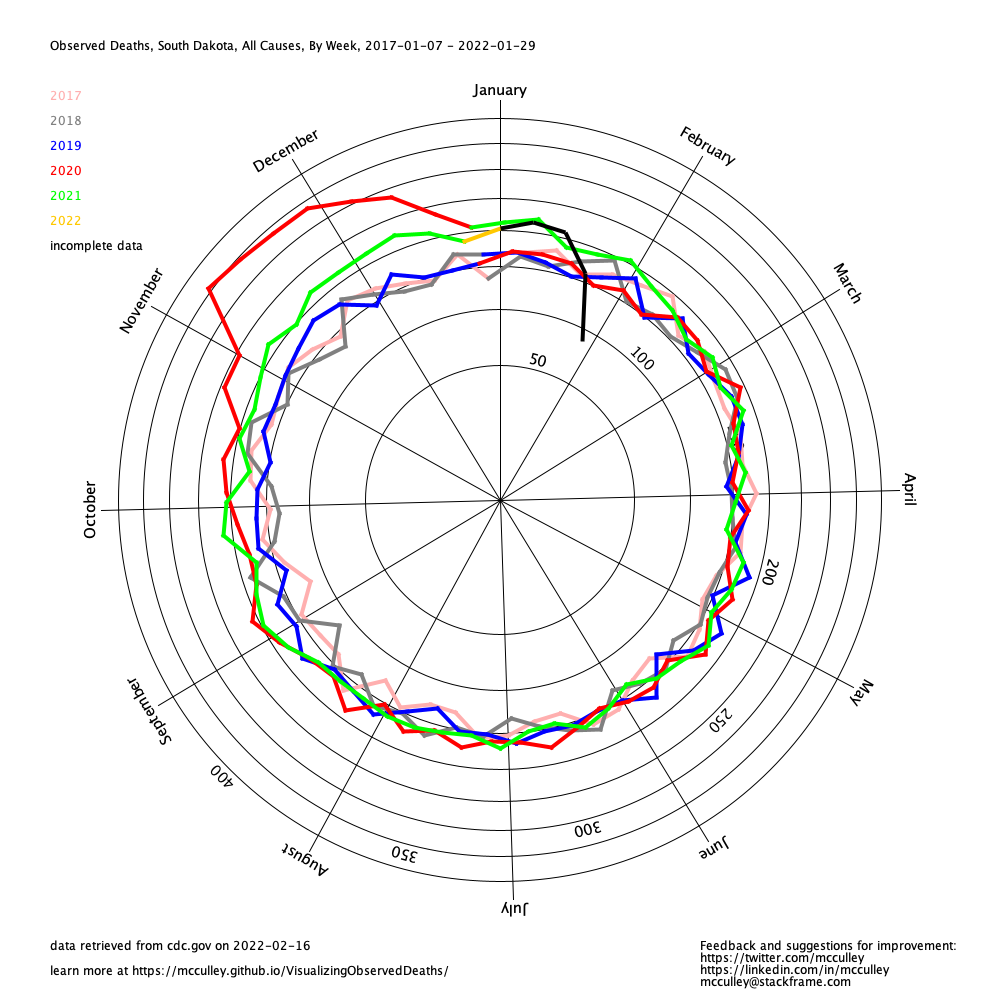 Observed Deaths, South Dakota, All Causes, By Week, 2017-01-07 - 2022-01-29
2017
2018
2019
2020
2021
2022
incomplete data
January
February
March
April
May
June
July
August
September
October
November
December
50
100
200
250
300
350
400
data retrieved from cdc.gov on 2022-02-16
learn more at https://mcculley.github.io/VisualizingObservedDeaths/
Feedback and suggestions for improvement:
https://twitter.com/mcculley
https://linkedin.com/in/mcculley
mcculley@stackframe.com